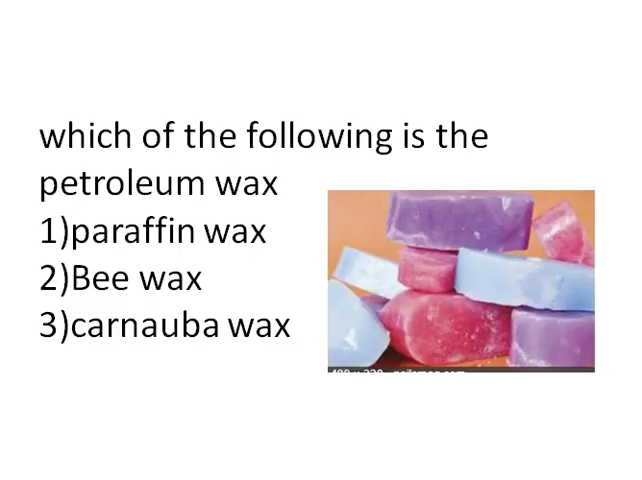 which of the following is the
petroleum wax
1)paraffin wax
2)Bee wax
3)carnauba wax